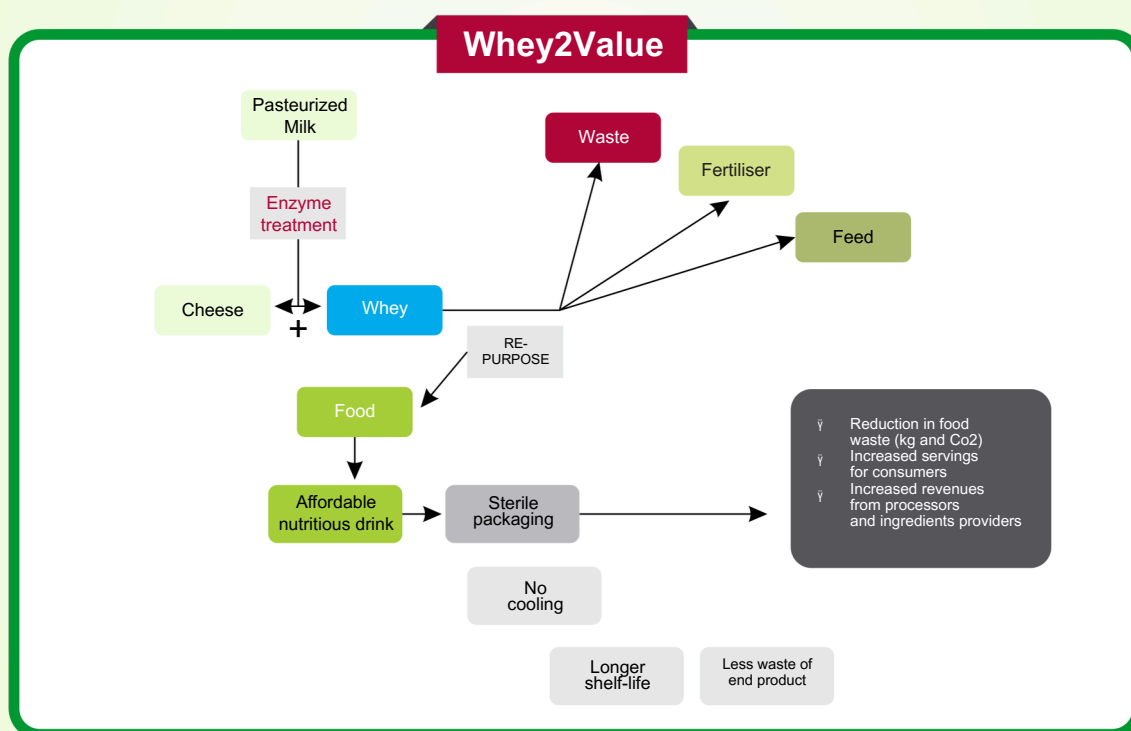 Whey2Value
Pasteurized
Milk
Waste
Fertiliser
Enzyme
treatment
Feed
Cheese
+
Whey
RE-
PURPOSE
Food
Affordable
nutritious drink
Sterile
packaging
Ÿ Reduction in food
waste (kg and Co2)
Ÿ Increased servings
for consumers
Ÿ Increased revenues
from processors
and ingredients providers
No
cooling
Longer
shelf-life
Less waste of
end product